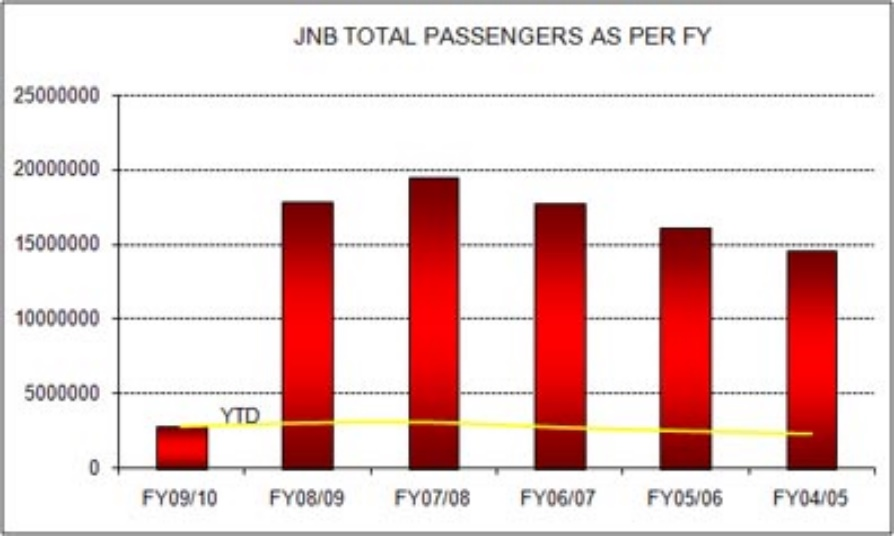 JNB TOTAL PASSENGERS AS PER FY
25000000
20000000
15000000
10000000
5000000
YTD
0
FY09/10 FY08/09 FY07/08 FY06/07 FY05/06 FY04/05